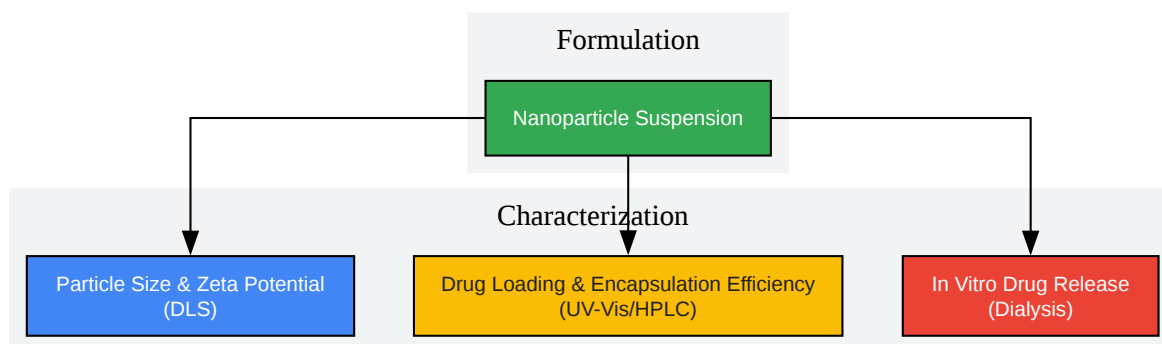 Formulation
Nanoparticle Suspension
Characterization
Particle Size & Zeta Potential
(DLS)
Drug Loading & Encapsulation Efficiency
(UV-Vis/HPLC)
In Vitro Drug Release
(Dialysis)